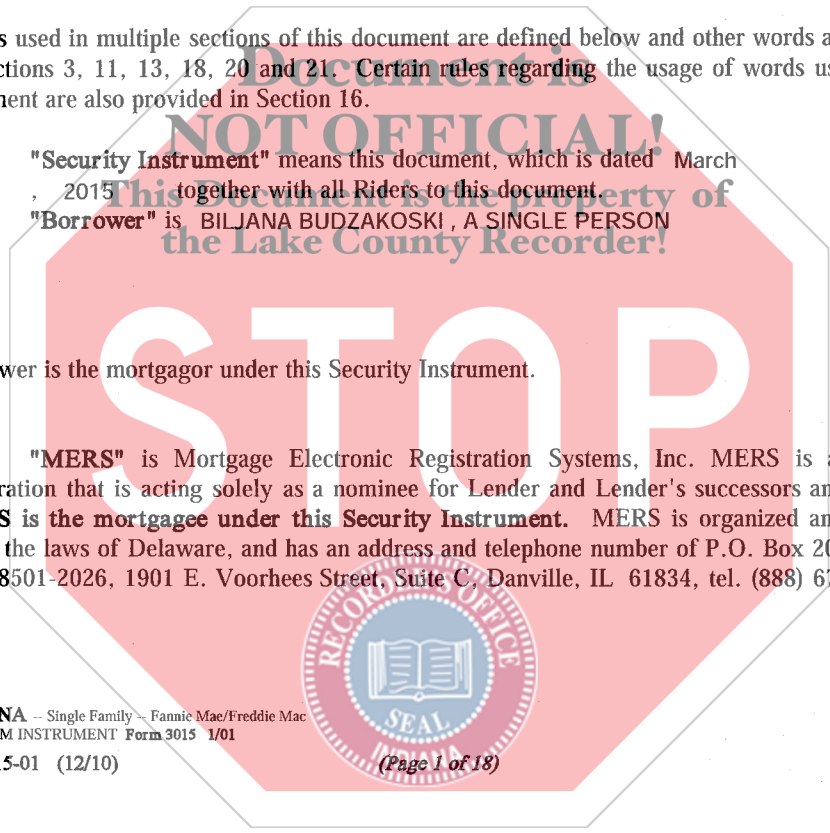 s used in multiple sections of this document are defined below and other words a
ctions 3, 11, 13, 18, 20 and 21. Certain rules regarding the usage of words us
ment are also provided in Section 16.
Document is
NOT OFFICIAL!
This Document is the property of
the Lake County Recorder!
"Security Instrument" means this document, which is dated March
, 2015 together with all Riders to this document.
"Borrower" is BILJANA BUDZAKOSKI , A SINGLE PERSON
STOP
wer is the mortgagor under this Security Instrument.
"MERS" is Mortgage Electronic Registration Systems, Inc. MERS is a
ration that is acting solely as a nominee for Lender and Lender's successors an
S is the mortgagee under this Security Instrument. MERS is organized an
the laws of Delaware, and has an address and telephone number of P.O. Box 20
8501-2026, 1901 E. Voorhees Street, Suite C, Danville, IL 61834, tel. (888) 67
RECORDER'S OFFICE
SEAL
INDIANA
NA -- Single Family -- Fannie Mae/Freddie Mac
M INSTRUMENT Form 3015 1/01
5-01 (12/10)
(Page 1 of 18)